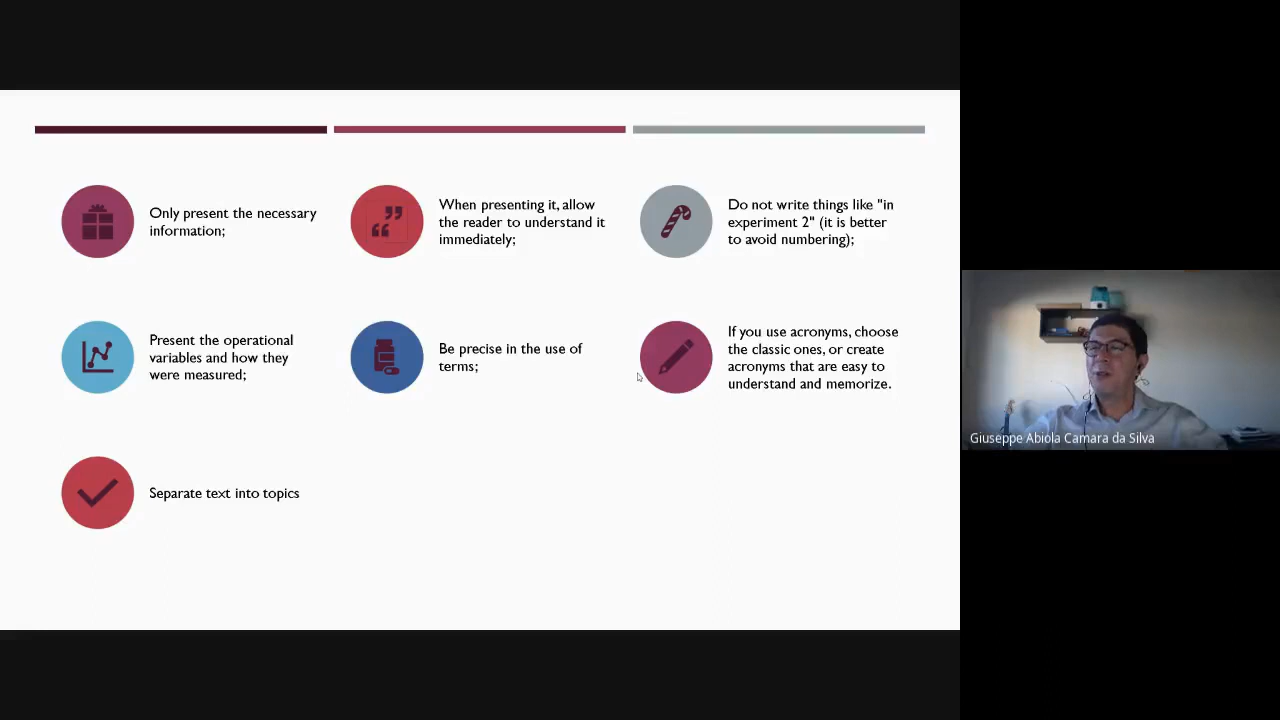 Only present the necessary
information;
When presenting it, allow
the reader to understand it
immediately;
Do not write things like "in
experiment 2" (it is better
to avoid numbering);
Present the operational
variables and how they
were measured;
Be precise in the use of
terms;
If you use acronyms, choose
the classic ones, or create
acronyms that are easy to
understand and memorize.
Separate text into topics
Giuseppe Abiola Camara da Silva